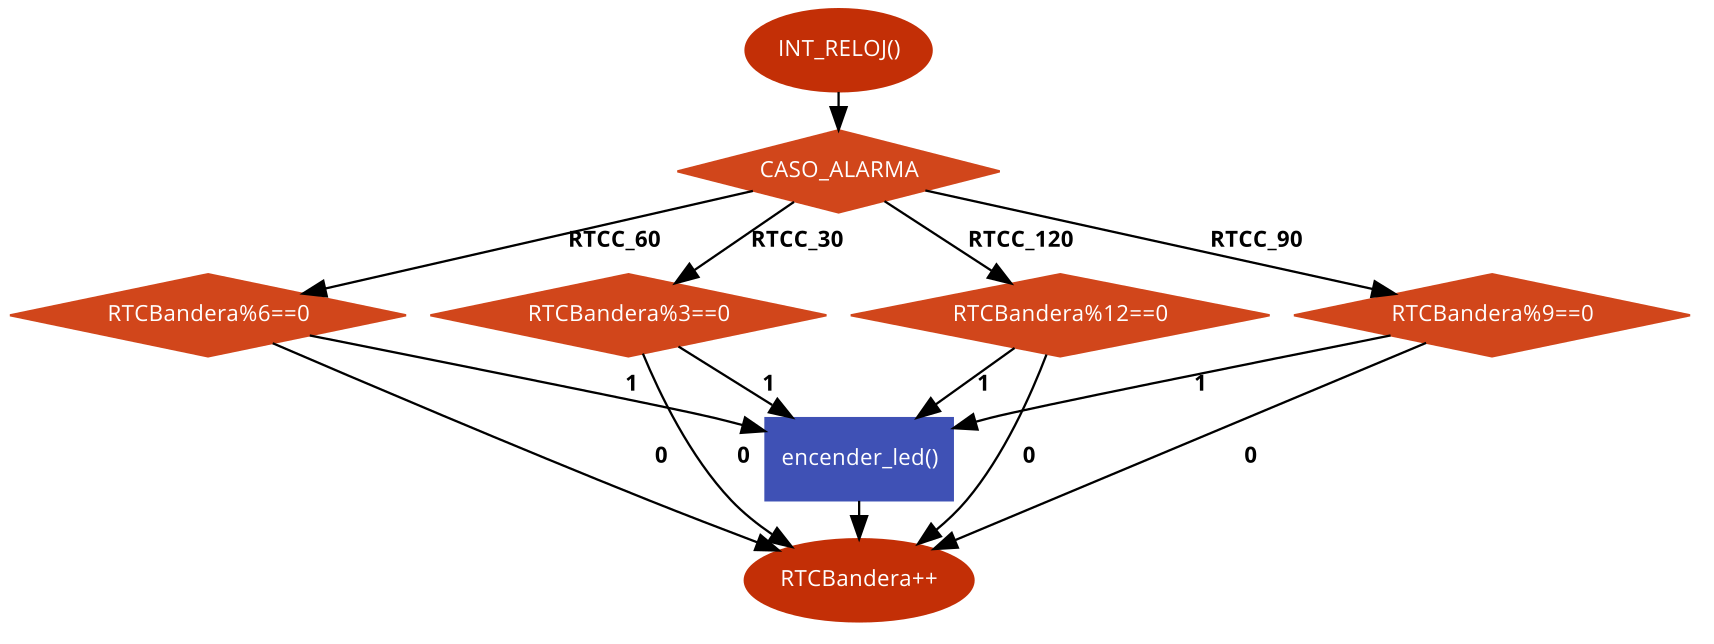 INT_RELOJ()
CASO_ALARMA
RTCC_60
RTCC_30
RTCC_120
RTCC_90
RTCBandera%6==0
RTCBandera%3==0
RTCBandera%12==0
RTCBandera%9==0
1
1
1
1
0
0
encender_led()
0
0
RTCBandera++